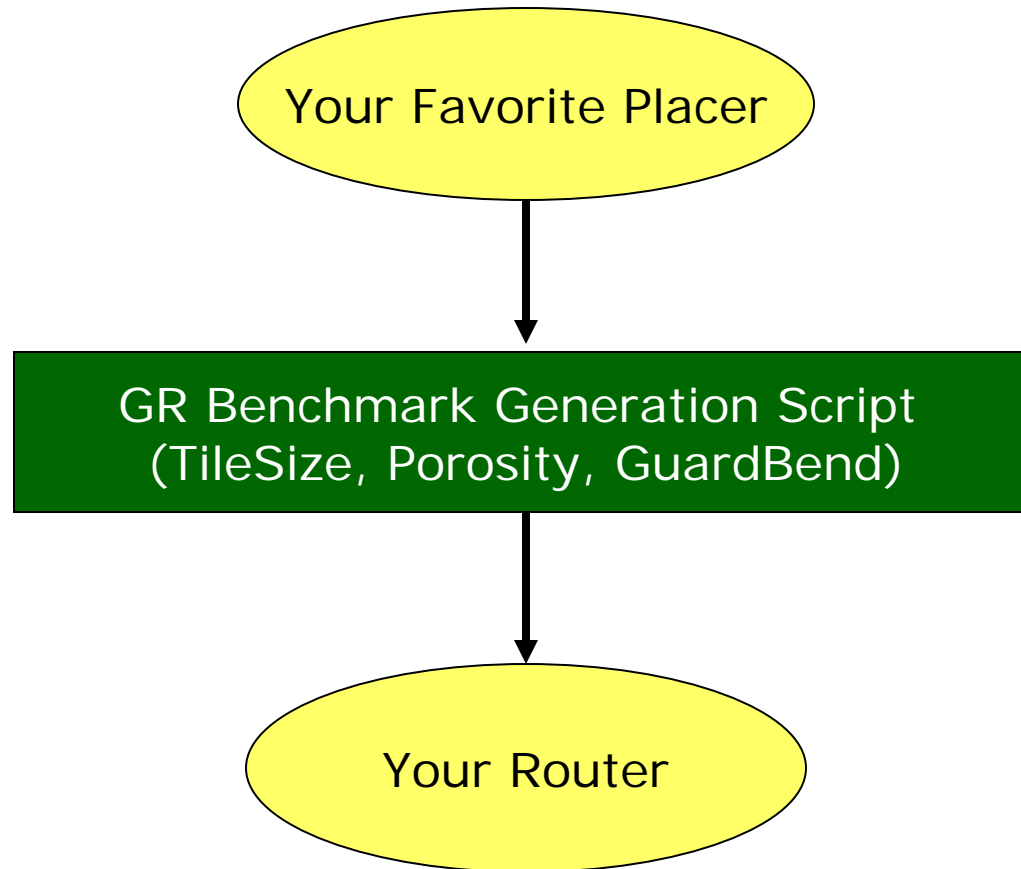 Your Favorite Placer
GR Benchmark Generation Script
(TileSize, Porosity, GuardBend)
Your Router